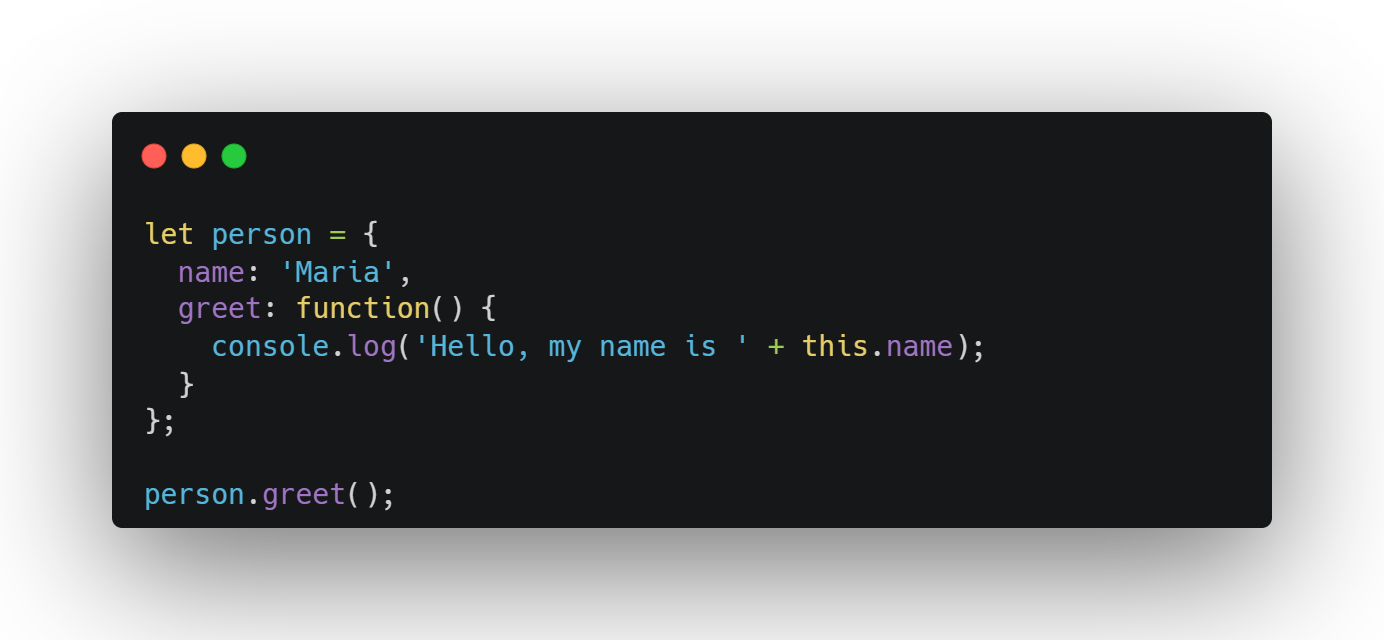 let person = {
  name: 'Maria',
  greet: function() {
    console.log('Hello, my name is ' + this.name);
  }
};

person.greet();